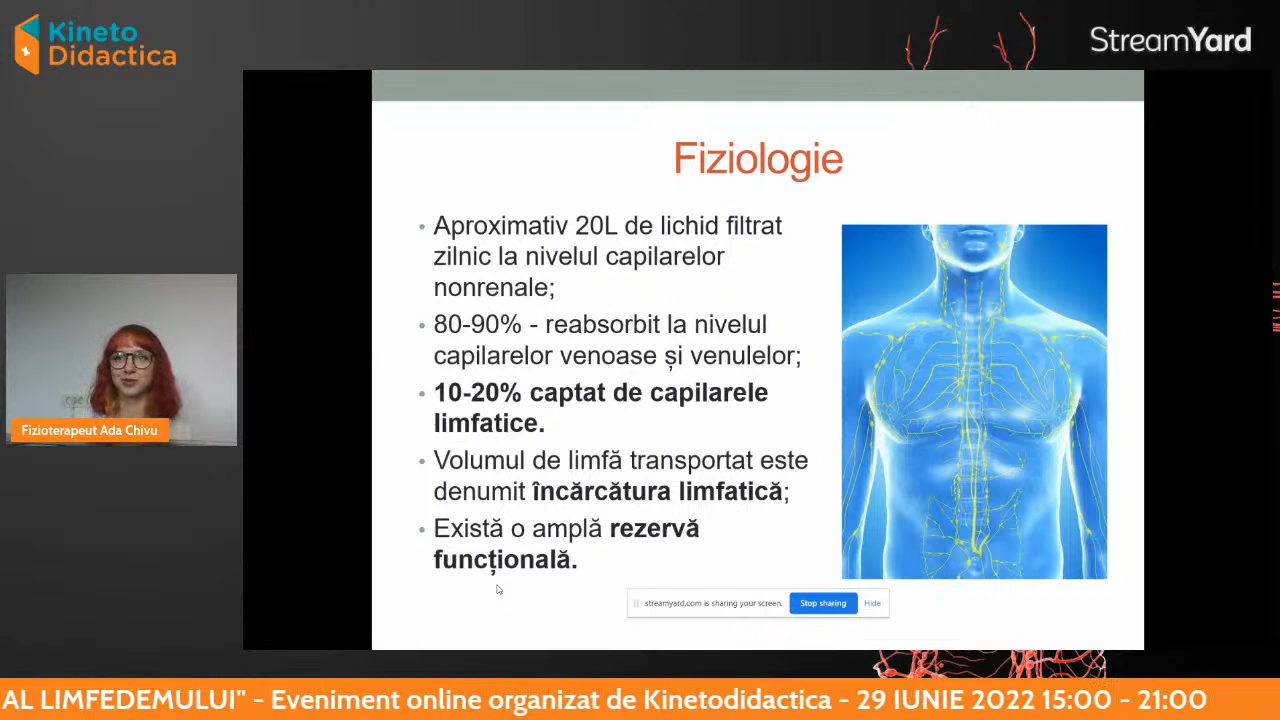 Kineto
Didactica
StreamYard
Fiziologie
• Aproximativ 20L de lichid filtrat
zilnic la nivelul capilarelor
nonrenale;
• 80-90% - reabsorbit la nivelul
capilarelor venoase și venulelor;
• 10-20% captat de capilarele
limfatice.
• Volumul de limfă transportat este
denumit încărcătura limfatică;
• Există o amplă rezervă
funcțională.
Fizioterapeut Ada Chivu
streamyard.com is sharing your screen.
Stop sharing
Hide
AL LIMFEDEMULUI" - Eveniment online organizat de Kinetodidactica - 29 IUNIE 2022 15:00 - 21:00